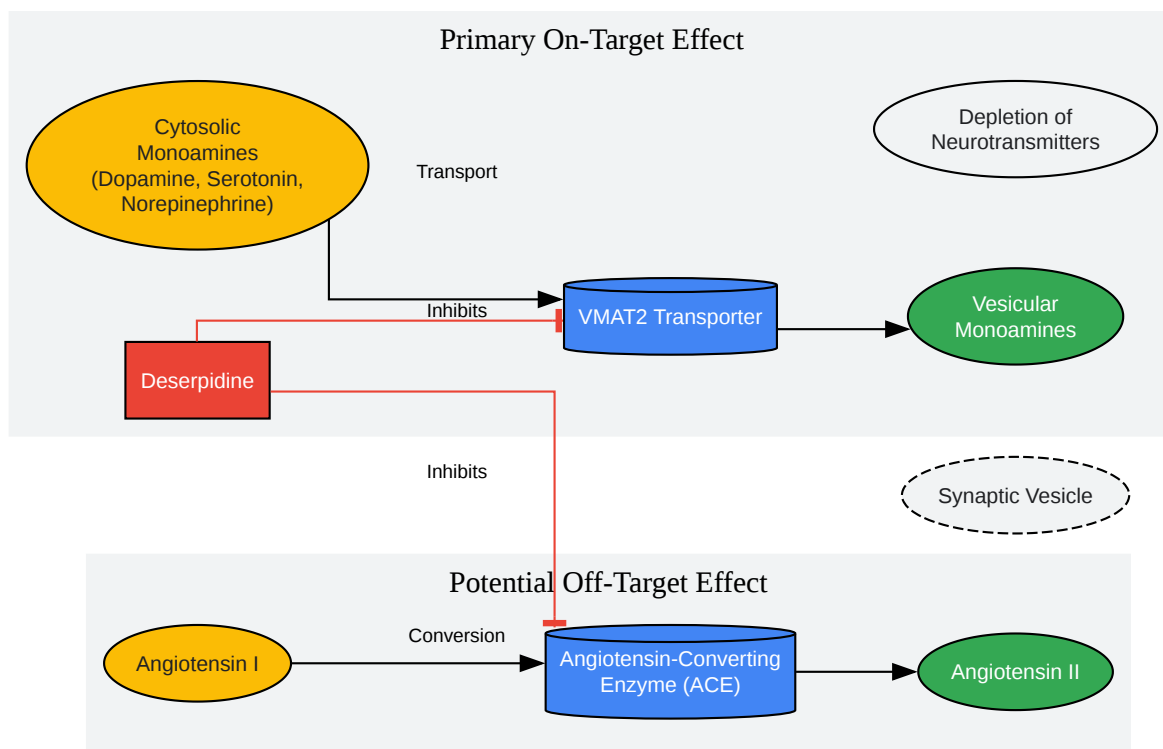 Primary On-Target Effect
Cytosolic
Monoamines
(Dopamine, Serotonin,
Norepinephrine)
Transport
Depletion of
Neurotransmitters
Inhibits
VMAT2 Transporter
Vesicular
Monoamines
Deserpidine
Inhibits
Synaptic Vesicle
Potential Off-Target Effect
Angiotensin I
Conversion
Angiotensin-Converting
Enzyme (ACE)
Angiotensin II